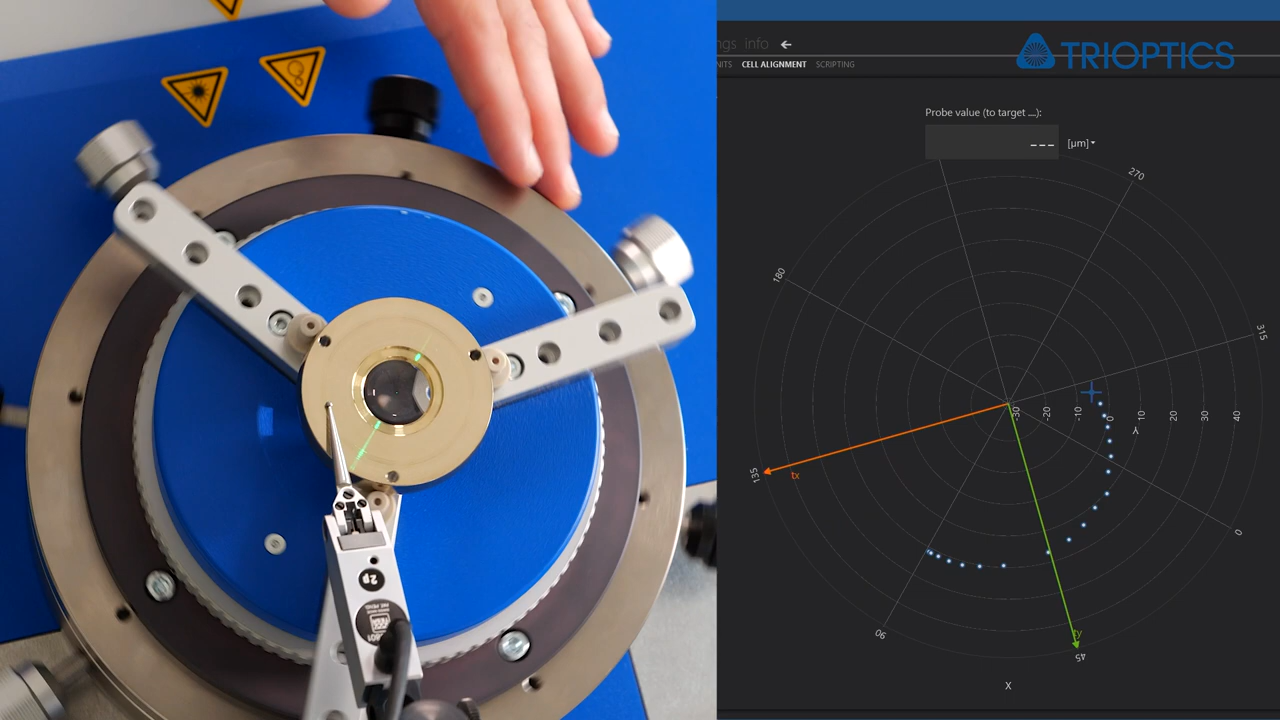 ngs info
TRIOPTICS
NITS CELL ALIGNMENT SCRIPTING
Probe value (to target ...):
--- [µm]
270
180
315
-30 -20 -10 0 10 20 30 40
Y
135
tx
0
90
ty
45
X
2p